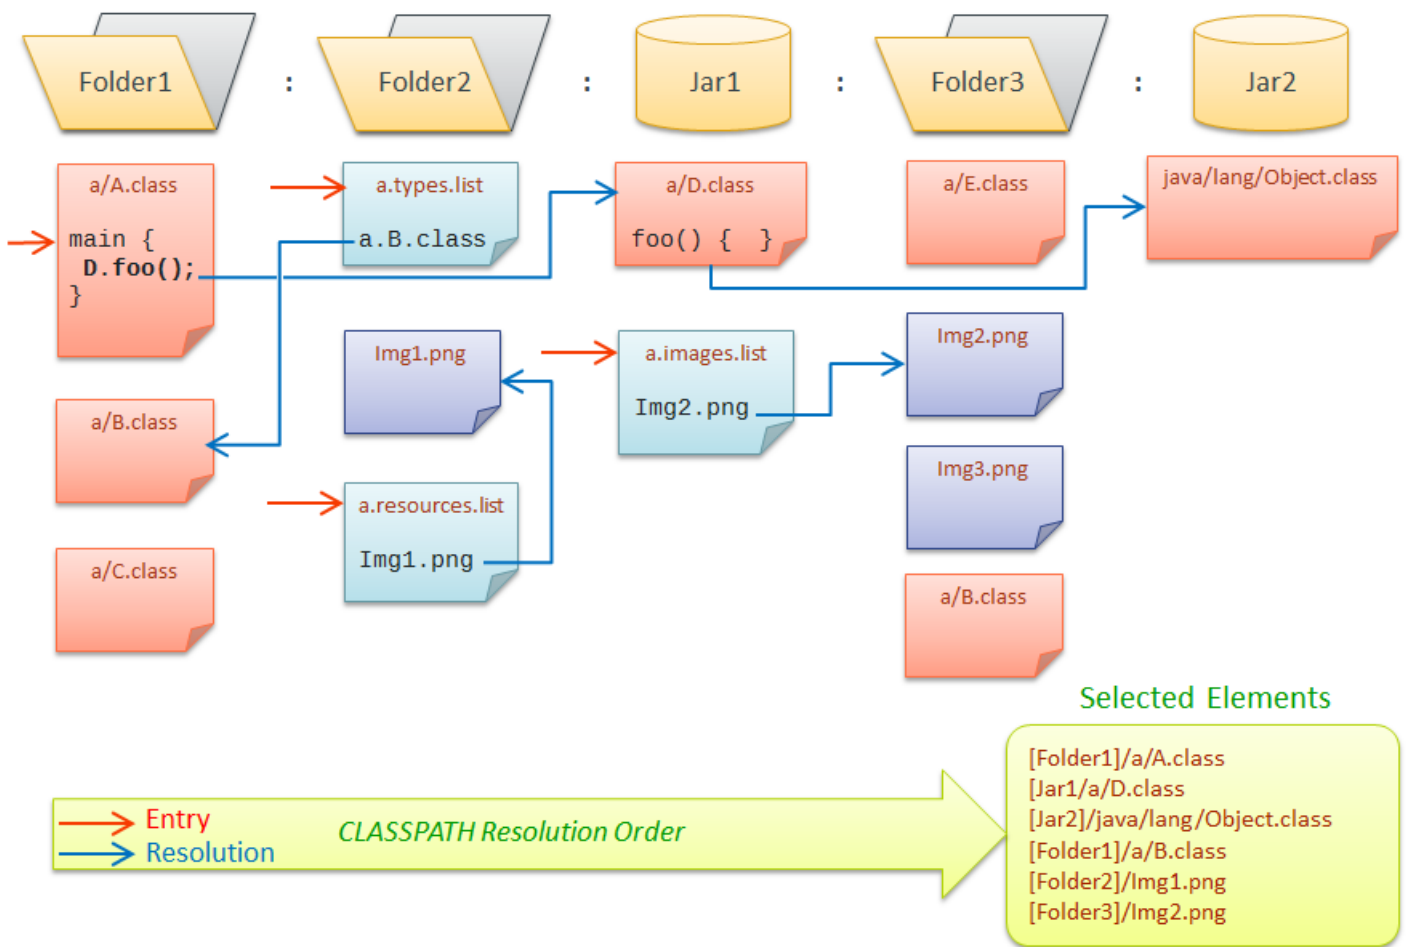 Folder1 : Folder2 : Jar1 : Folder3 : Jar2
a/A.class
main {
D.foo();
}
a/B.class
a/C.class
a.types.list
a.B.class
Img1.png
a.resources.list
Img1.png
a/D.class
foo() { }
a.images.list
Img2.png
a/E.class
Img2.png
Img3.png
a/B.class
java/lang/Object.class
Entry
Resolution
CLASSPATH Resolution Order
Selected Elements
[Folder1]/a/A.class
[Jar1/a/D.class
[Jar2]/java/lang/Object.class
[Folder1]/a/B.class
[Folder2]/Img1.png
[Folder3]/Img2.png